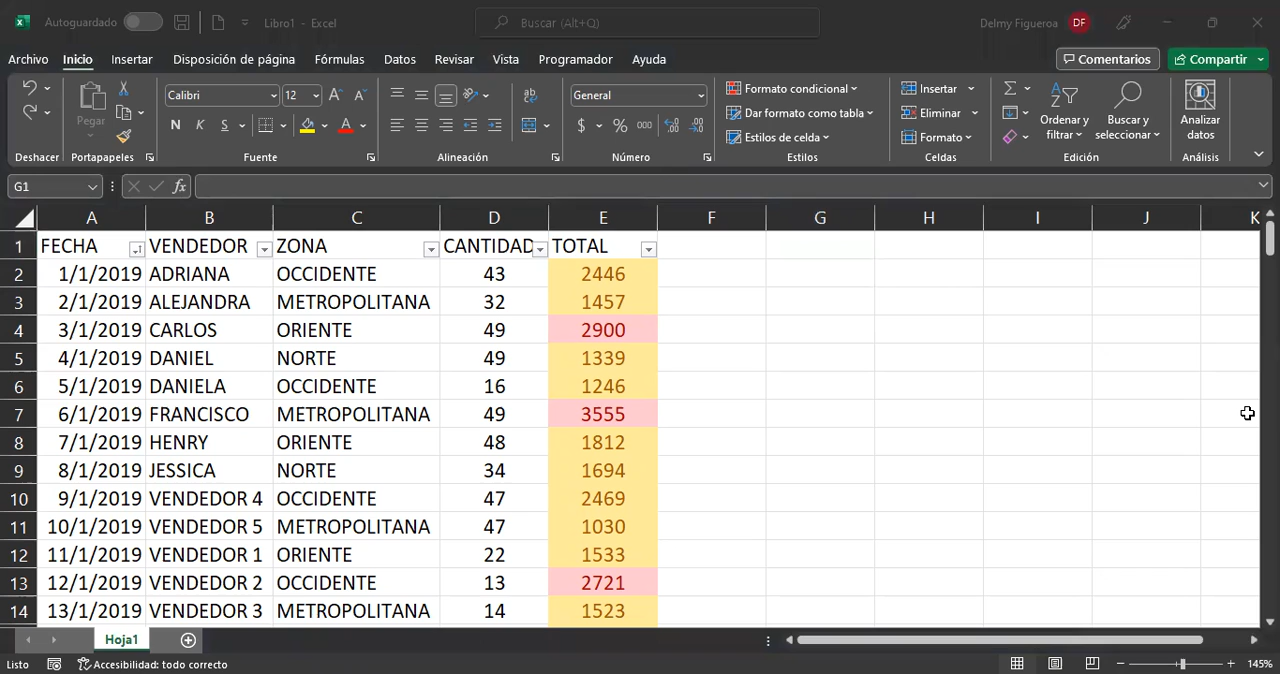 Autoguardado Libro1 - Excel Buscar (Alt+Q) Delmy Figueroa DF
Archivo Inicio Insertar Disposición de página Fórmulas Datos Revisar Vista Programador Ayuda Comentarios Compartir
Calibri 12 General Formato condicional Insertar
Pegar N K S $ % 000 Dar formato como tabla Eliminar Ordenar y filtrar Buscar y seleccionar Analizar datos
Estilos de celda Formato
Deshacer Portapapeles Fuente Alineación Número Estilos Celdas Edición Análisis
G1 fx
A B C D E F G H I J K
1 FECHA VENDEDOR ZONA CANTIDAD TOTAL
2 1/1/2019 ADRIANA OCCIDENTE 43 2446
3 2/1/2019 ALEJANDRA METROPOLITANA 32 1457
4 3/1/2019 CARLOS ORIENTE 49 2900
5 4/1/2019 DANIEL NORTE 49 1339
6 5/1/2019 DANIELA OCCIDENTE 16 1246
7 6/1/2019 FRANCISCO METROPOLITANA 49 3555
8 7/1/2019 HENRY ORIENTE 48 1812
9 8/1/2019 JESSICA NORTE 34 1694
10 9/1/2019 VENDEDOR 4 OCCIDENTE 47 2469
11 10/1/2019 VENDEDOR 5 METROPOLITANA 47 1030
12 11/1/2019 VENDEDOR 1 ORIENTE 22 1533
13 12/1/2019 VENDEDOR 2 OCCIDENTE 13 2721
14 13/1/2019 VENDEDOR 3 METROPOLITANA 14 1523
Hoja1
Listo Accesibilidad: todo correcto 145%